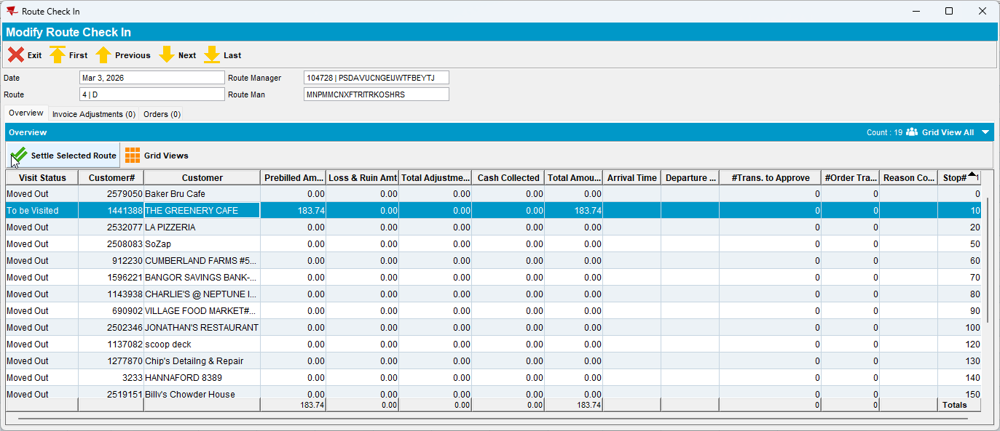 Route Check In
Modify Route Check In
Exit First Previous Next Last
Date Mar 3, 2026 Route Manager 104728 | PSDAVUCNGEIJWTFBEYTJ
Route 4 | D Route Man MNPMMCNXFTRITRKOSHRS
Overview Invoice Adjustments (0) Orders (0)
Overview Count : 19 Grid View All
Settle Selected Route Grid Views
Visit Status Customer# Customer Prebilled Am... Loss & Ruin Amt Total Adjustme... Cash Collected Total Amou... Arrival Time Departure ... #Trans. to Approve #Order Tra... Reason Co... Stop# 1
Moved Out 2579050 Baker Bru Cafe 0.00 0.00 0.00 0.00 0.00 0 0 0
To be Visited 1441388 THE GREENERY CAFE 183.74 0.00 0.00 0.00 183.74 0 0 10
Moved Out 2532077 LA PIZZERIA 0.00 0.00 0.00 0.00 0.00 0 0 20
Moved Out 2508083 SoZap 0.00 0.00 0.00 0.00 0.00 0 0 50
Moved Out 912230 CUMBERLAND FARMS #5... 0.00 0.00 0.00 0.00 0.00 0 0 60
Moved Out 1596221 BANGOR SAVINGS BANK-... 0.00 0.00 0.00 0.00 0.00 0 0 70
Moved Out 1143938 CHARLIE'S @ NEPTUNE I... 0.00 0.00 0.00 0.00 0.00 0 0 80
Moved Out 690902 VILLAGE FOOD MARKET#... 0.00 0.00 0.00 0.00 0.00 0 0 90
Moved Out 2502346 JONATHAN'S RESTAURANT 0.00 0.00 0.00 0.00 0.00 0 0 100
Moved Out 1137082 scoop deck 0.00 0.00 0.00 0.00 0.00 0 0 120
Moved Out 1277870 Chip's Detailng & Repair 0.00 0.00 0.00 0.00 0.00 0 0 130
Moved Out 3233 HANNAFORD 8389 0.00 0.00 0.00 0.00 0.00 0 0 140
Moved Out 2519151 Billy's Chowder House 0.00 0.00 0.00 0.00 0.00 0 0 150
183.74 0.00 0.00 0.00 183.74 0 0 Totals